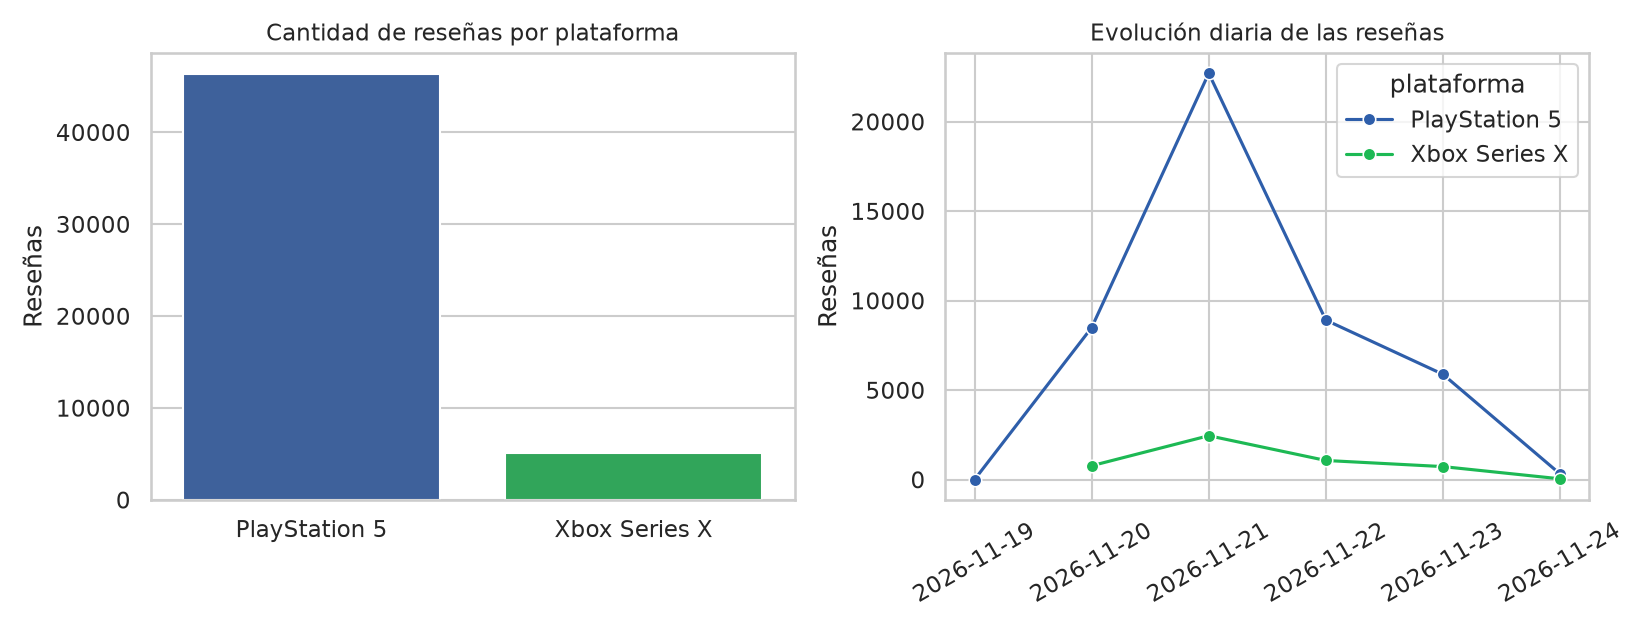 Cantidad de reseñas por plataforma
Reseñas
40000
30000
20000
10000
0
PlayStation 5
Xbox Series X
Evolución diaria de las reseñas
Reseñas
20000
15000
10000
5000
0
plataforma
PlayStation 5
Xbox Series X
2026-11-19
2026-11-20
2026-11-21
2026-11-22
2026-11-23
2026-11-24